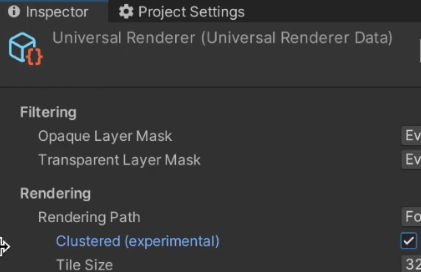 Inspector
Project Settings
Universal Renderer (Universal Renderer Data)
Filtering
Opaque Layer Mask Ev
Transparent Layer Mask Ev
Rendering
Rendering Path Fo
Clustered (experimental)
Tile Size 32